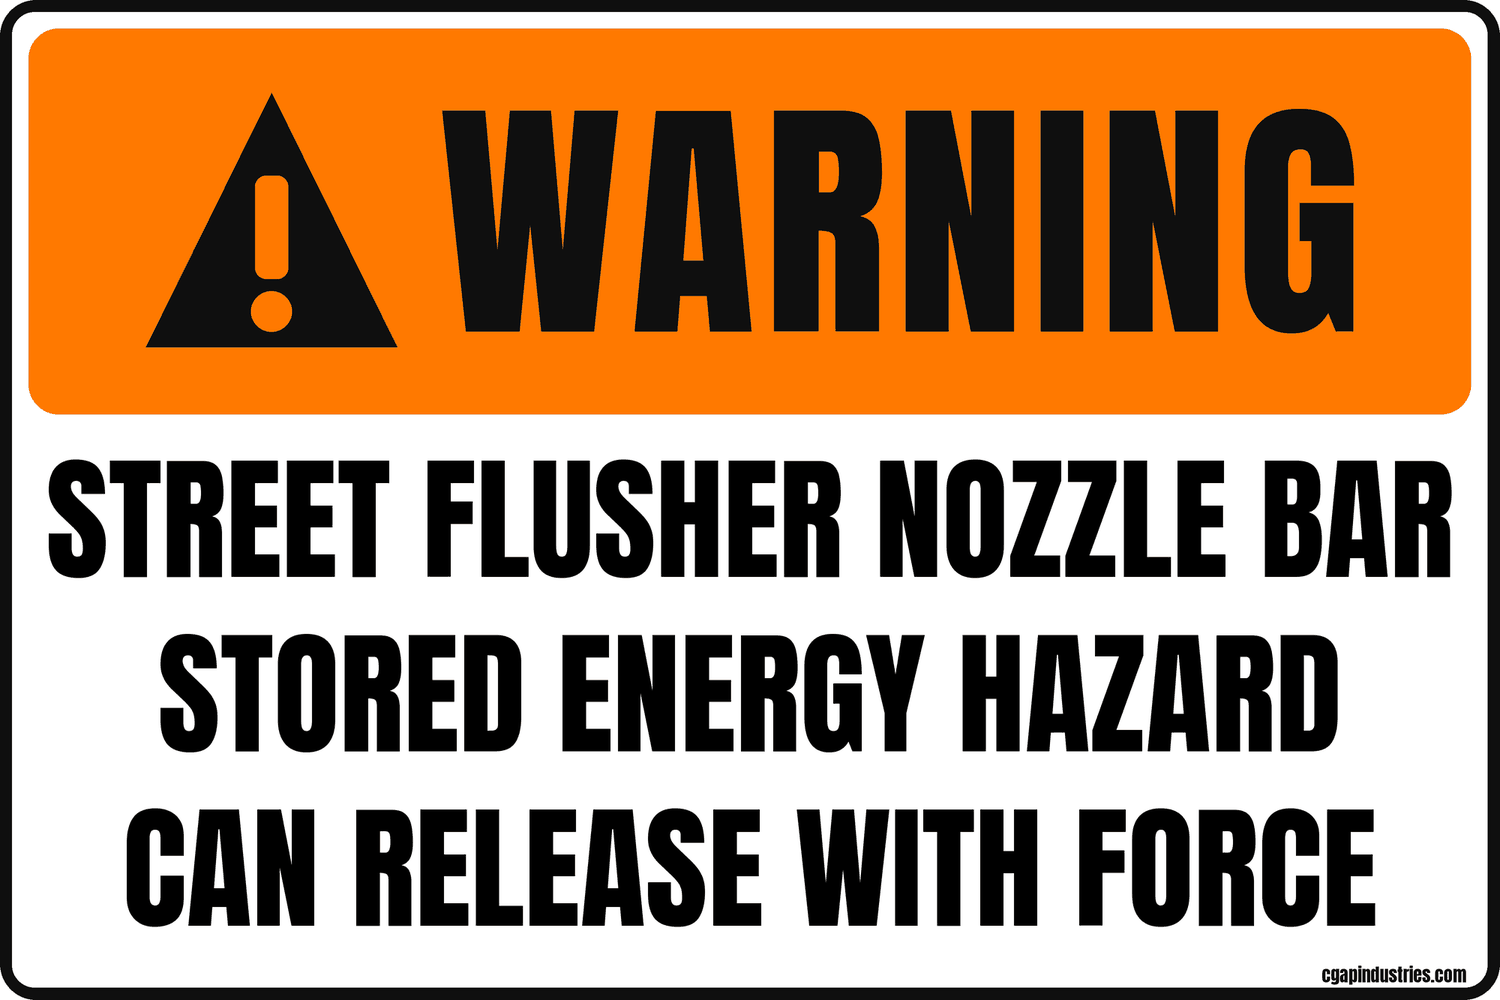 WARNING
STREET FLUSHER NOZZLE BAR
STORED ENERGY HAZARD
CAN RELEASE WITH FORCE
cgapindustries.com